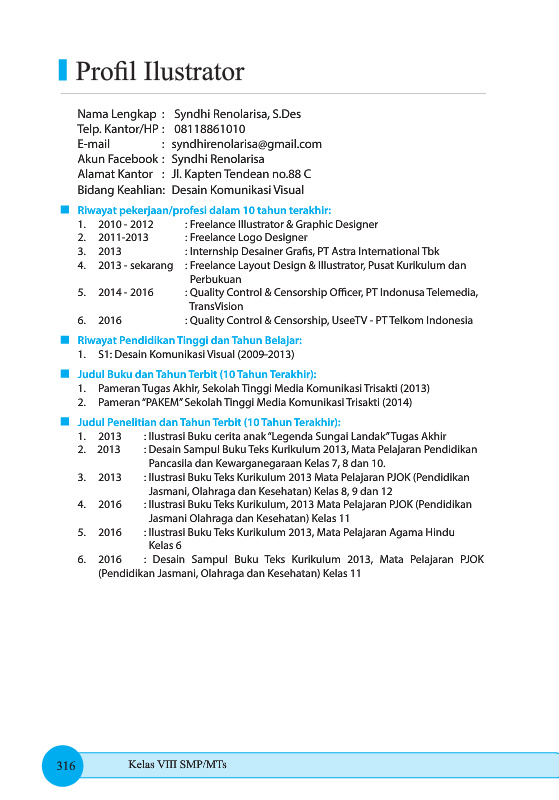 Profil Ilustrator
Nama Lengkap : Syndhi Renolarisa, S.Des
Telp. Kantor/HP : 08118861010
E-mail : syndhirenolarisa@gmail.com
Akun Facebook : Syndhi Renolarisa
Alamat Kantor : Jl. Kapten Tendean no.88 C
Bidang Keahlian: Desain Komunikasi Visual
Riwayat pekerjaan/profesi dalam 10 tahun terakhir:
1. 2010 - 2012 : Freelance Illustrator & Graphic Designer
2. 2011-2013 : Freelance Logo Designer
3. 2013 : Internship Desainer Grafis, PT Astra International Tbk
4. 2013 - sekarang : Freelance Layout Design & Illustrator, Pusat Kurikulum dan
Perbukuan
5. 2014 - 2016 : Quality Control & Censorship Officer, PT Indonusa Telemedia,
TransVision
6. 2016 : Quality Control & Censorship, UseeTV - PT Telkom Indonesia
Riwayat Pendidikan Tinggi dan Tahun Belajar:
1. S1: Desain Komunikasi Visual (2009-2013)
Judul Buku dan Tahun Terbit (10 Tahun Terakhir):
1. Pameran Tugas Akhir, Sekolah Tinggi Media Komunikasi Trisakti (2013)
2. Pameran “PAKEM” Sekolah Tinggi Media Komunikasi Trisakti (2014)
Judul Penelitian dan Tahun Terbit (10 Tahun Terakhir):
1. 2013 : Ilustrasi Buku cerita anak “Legenda Sungai Landak” Tugas Akhir
2. 2013 : Desain Sampul Buku Teks Kurikulum 2013, Mata Pelajaran Pendidikan
Pancasila dan Kewarganegaraan Kelas 7, 8 dan 10.
3. 2013 : Ilustrasi Buku Teks Kurikulum 2013 Mata Pelajaran PJOK (Pendidikan
Jasmani, Olahraga dan Kesehatan) Kelas 8, 9 dan 12
4. 2016 : Ilustrasi Buku Teks Kurikulum, 2013 Mata Pelajaran PJOK (Pendidikan
Jasmani Olahraga dan Kesehatan) Kelas 11
5. 2016 : Ilustrasi Buku Teks Kurikulum 2013, Mata Pelajaran Agama Hindu
Kelas 6
6. 2016 : Desain Sampul Buku Teks Kurikulum 2013, Mata Pelajaran PJOK
(Pendidikan Jasmani, Olahraga dan Kesehatan) Kelas 11
316 Kelas VIII SMP/MTs